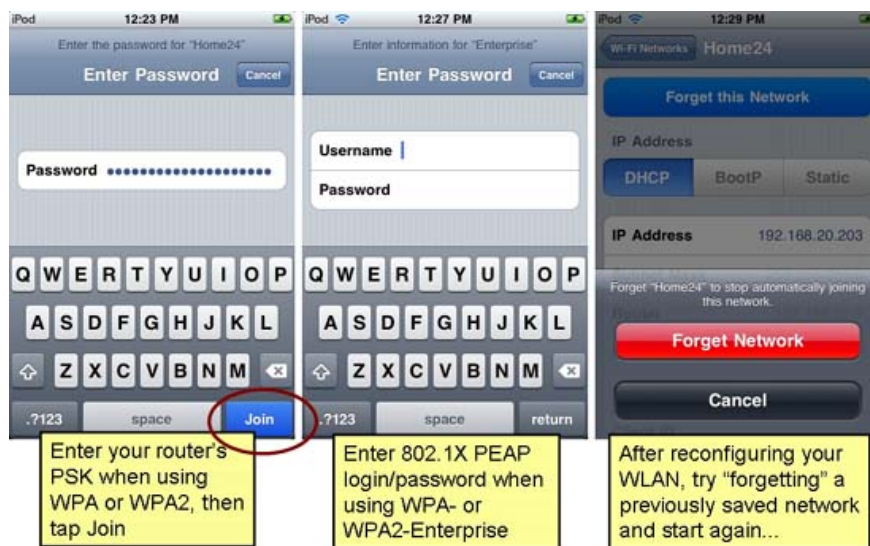 iPod 12:23 PM
Enter the password for "Home24"
Enter Password Cancel
Password
Q W E R T Y U I O P
A S D F G H J K L
Z X C V B N M
.?123 space Join
Enter your router's
PSK when using
WPA or WPA2, then
tap Join
iPod 12:27 PM
Enter information for "Enterprise"
Enter Password Cancel
Username
Password
Q W E R T Y U I O P
A S D F G H J K L
Z X C V B N M
.?123 space return
Enter 802.1X PEAP
login/password when
using WPA- or
WPA2-Enterprise
iPod 12:29 PM
Wi-Fi Networks Home24
Forget this Network
IP Address
DHCP BootP Static
IP Address 192.168.20.203
Forget "Home24" to stop automatically joining
this network.
Forget Network
Cancel
After reconfiguring your
WLAN, try "forgetting" a
previously saved network
and start again...